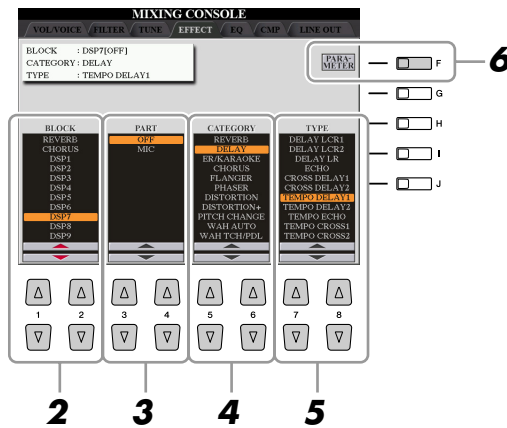 MIXING CONSOLE
VOL/VOICE FILTER TUNE EFFECT EQ CMP LINE OUT
BLOCK : DSP7[OFF]
CATEGORY : DELAY
TYPE : TEMPO DELAY1
PARA-
METER
F
6
G
H
I
J
BLOCK
REVERB
CHORUS
DSP1
DSP2
DSP3
DSP4
DSP5
DSP6
DSP7
DSP8
DSP9
PART
OFF
MIC
CATEGORY
REVERB
DELAY
ER/KARAOKE
CHORUS
FLANGER
PHASER
DISTORTION
DISTORTION+
PITCH CHANGE
WAH AUTO
WAH TCH/PDL
TYPE
DELAY LCR1
DELAY LCR2
DELAY LR
ECHO
CROSS DELAY1
CROSS DELAY2
TEMPO DELAY1
TEMPO DELAY2
TEMPO ECHO
TEMPO CROSS1
TEMPO CROSS2
1 2 3 4 5 6 7 8
2 3 4 5